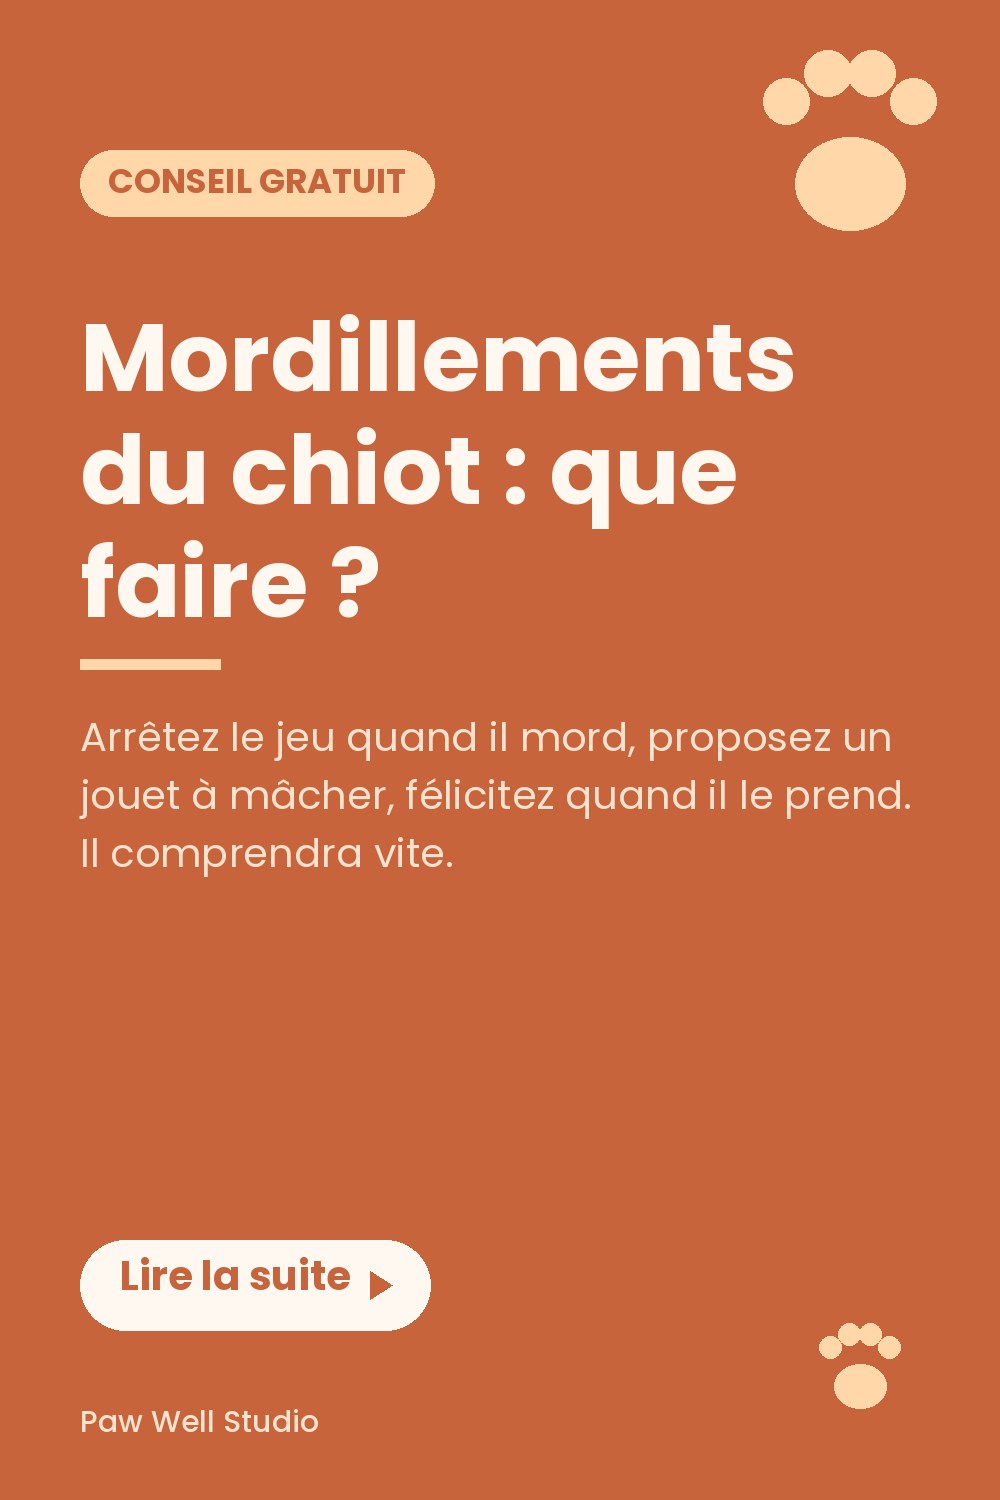 CONSEIL GRATUIT
Mordillements
du chiot : que
faire ?
Arrêtez le jeu quand il mord, proposez un
jouet à mâcher, félicitez quand il le prend.
Il comprendra vite.
Lire la suite
Paw Well Studio